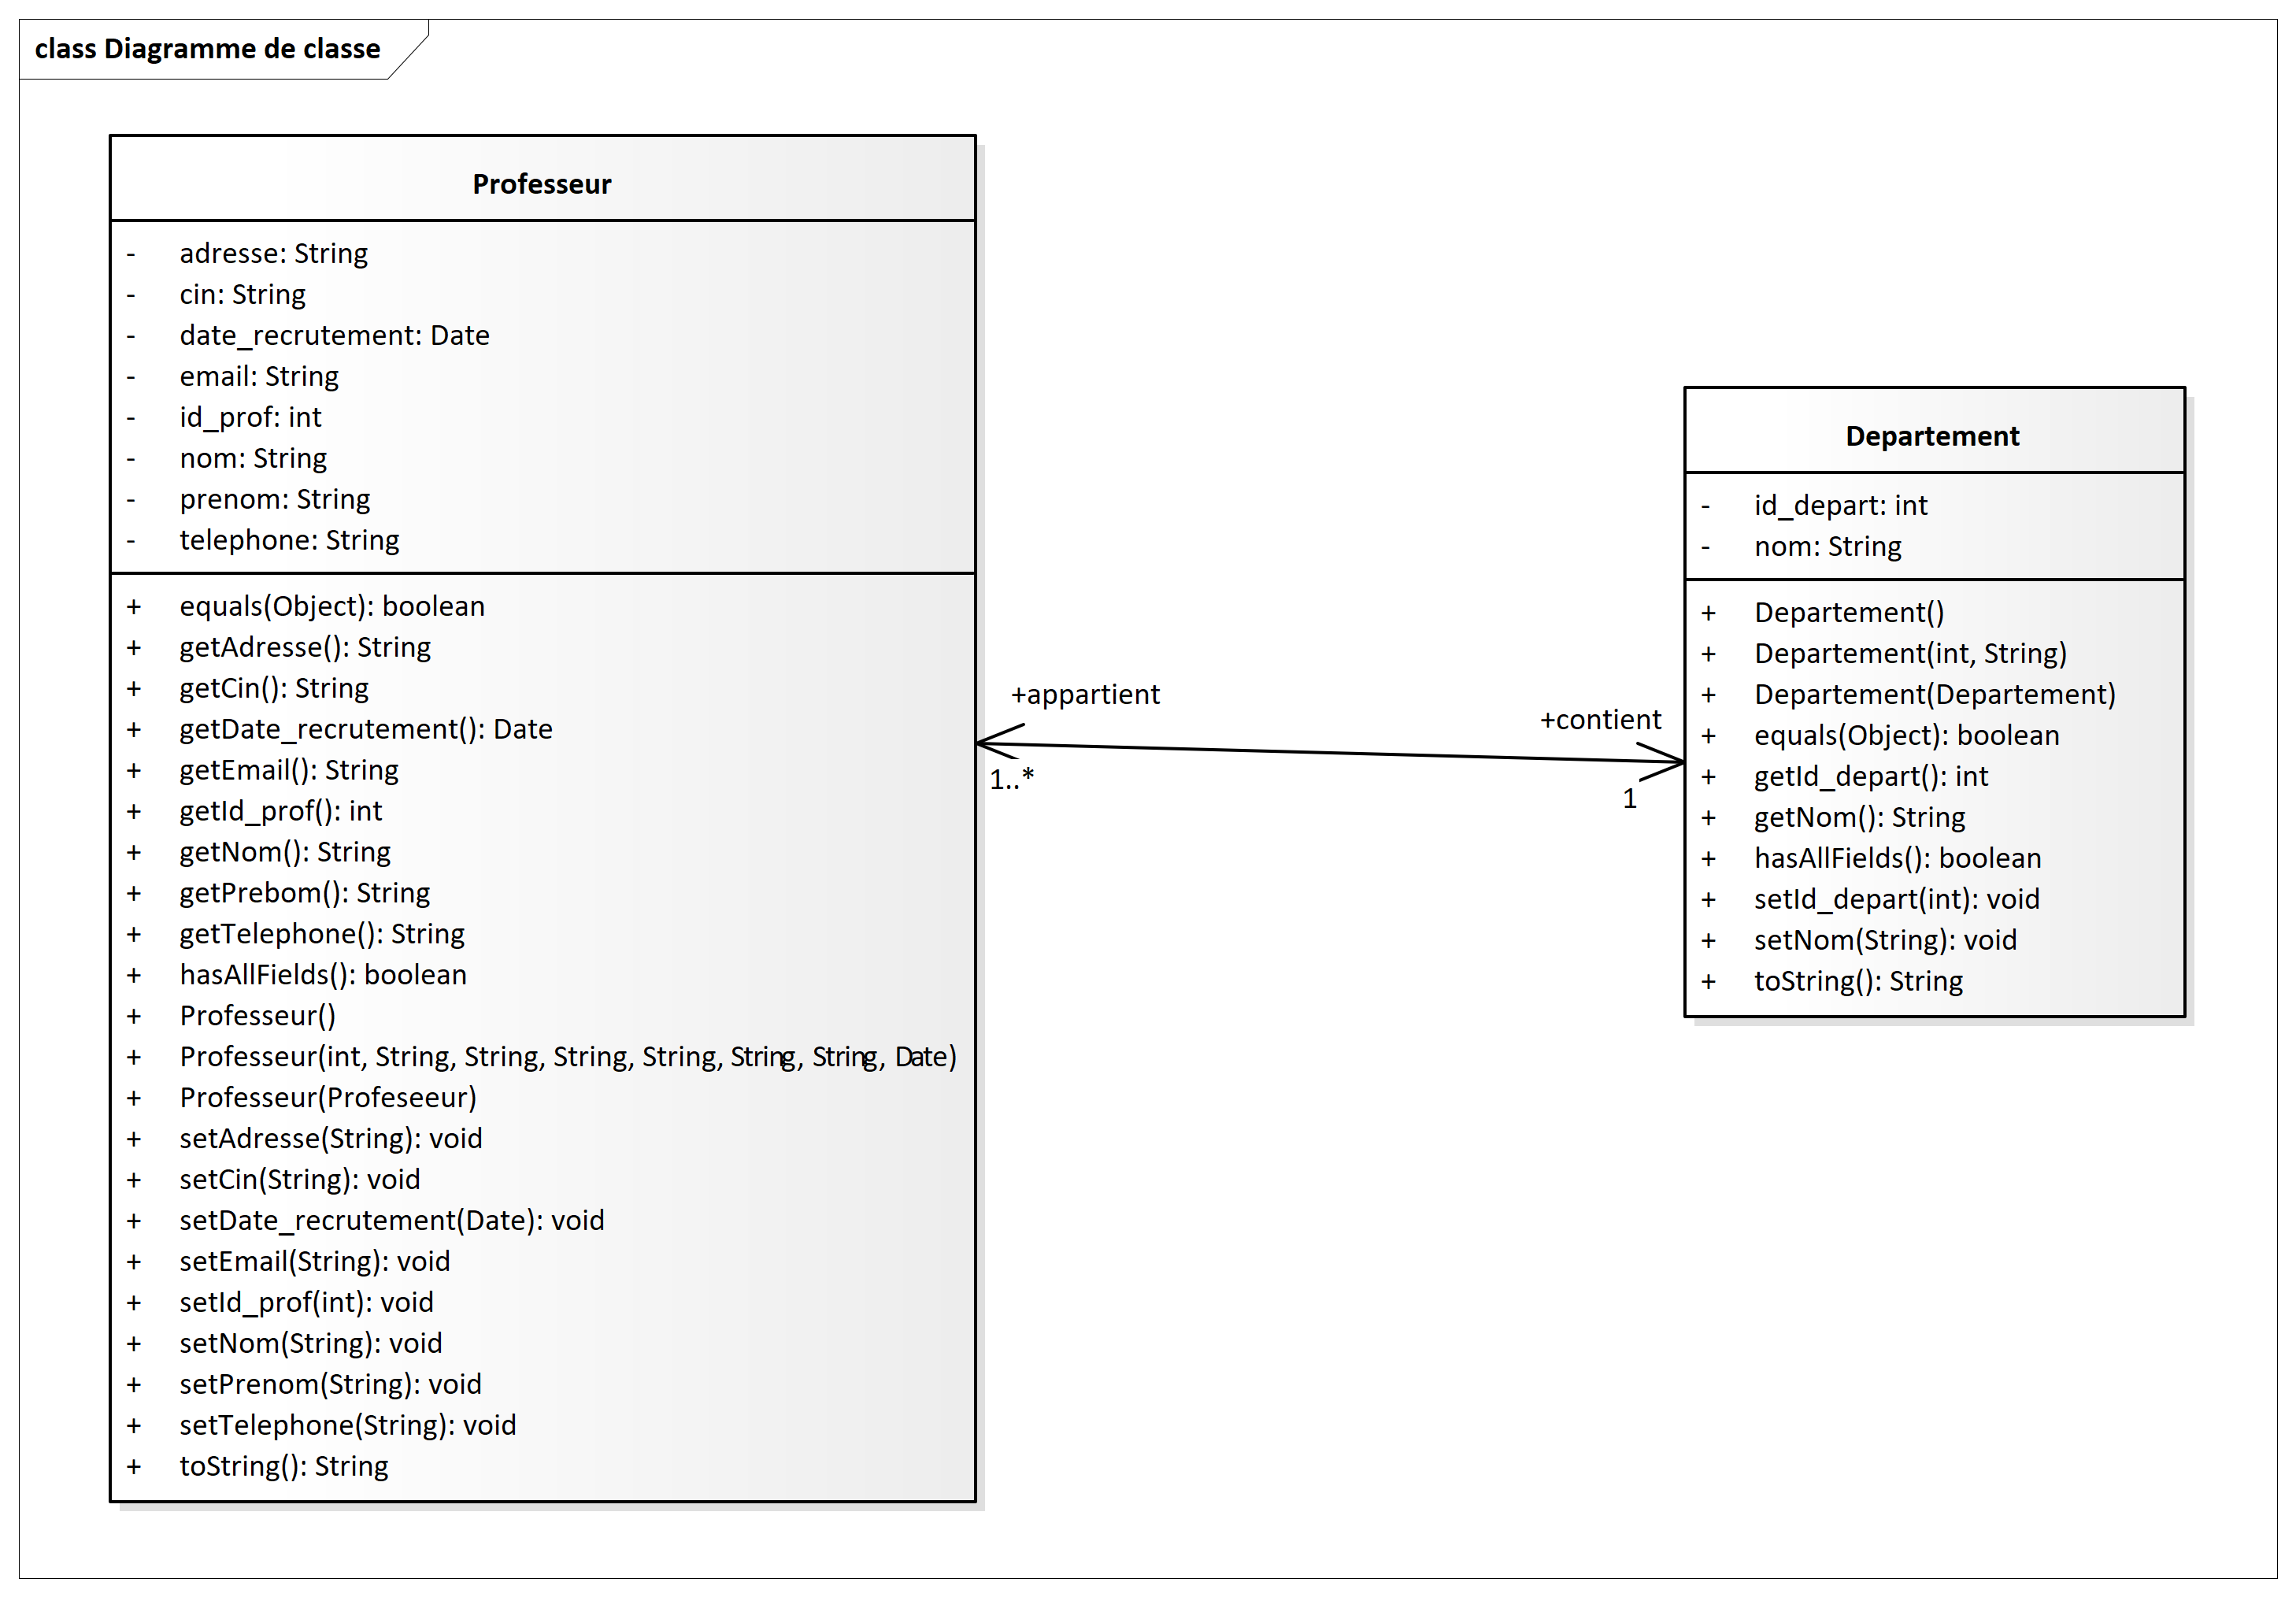 class Diagramme de classe
Professeur
- adresse: String
- cin: String
- date_recrutement: Date
- email: String
- id_prof: int
- nom: String
- prenom: String
- telephone: String
+ equals(Object): boolean
+ getAdresse(): String
+ getCin(): String
+ getDate_recrutement(): Date
+ getEmail(): String
+ getId_prof(): int
+ getNom(): String
+ getPrebom(): String
+ getTelephone(): String
+ hasAllFields(): boolean
+ Professeur()
+ Professeur(int, String, String, String, String, String, String, Date)
+ Professeur(Profeseeur)
+ setAdresse(String): void
+ setCin(String): void
+ setDate_recrutement(Date): void
+ setEmail(String): void
+ setId_prof(int): void
+ setNom(String): void
+ setPrenom(String): void
+ setTelephone(String): void
+ toString(): String
+appartient
1..*
+contient
1
Departement
- id_depart: int
- nom: String
+ Departement()
+ Departement(int, String)
+ Departement(Departement)
+ equals(Object): boolean
+ getId_depart(): int
+ getNom(): String
+ hasAllFields(): boolean
+ setId_depart(int): void
+ setNom(String): void
+ toString(): String